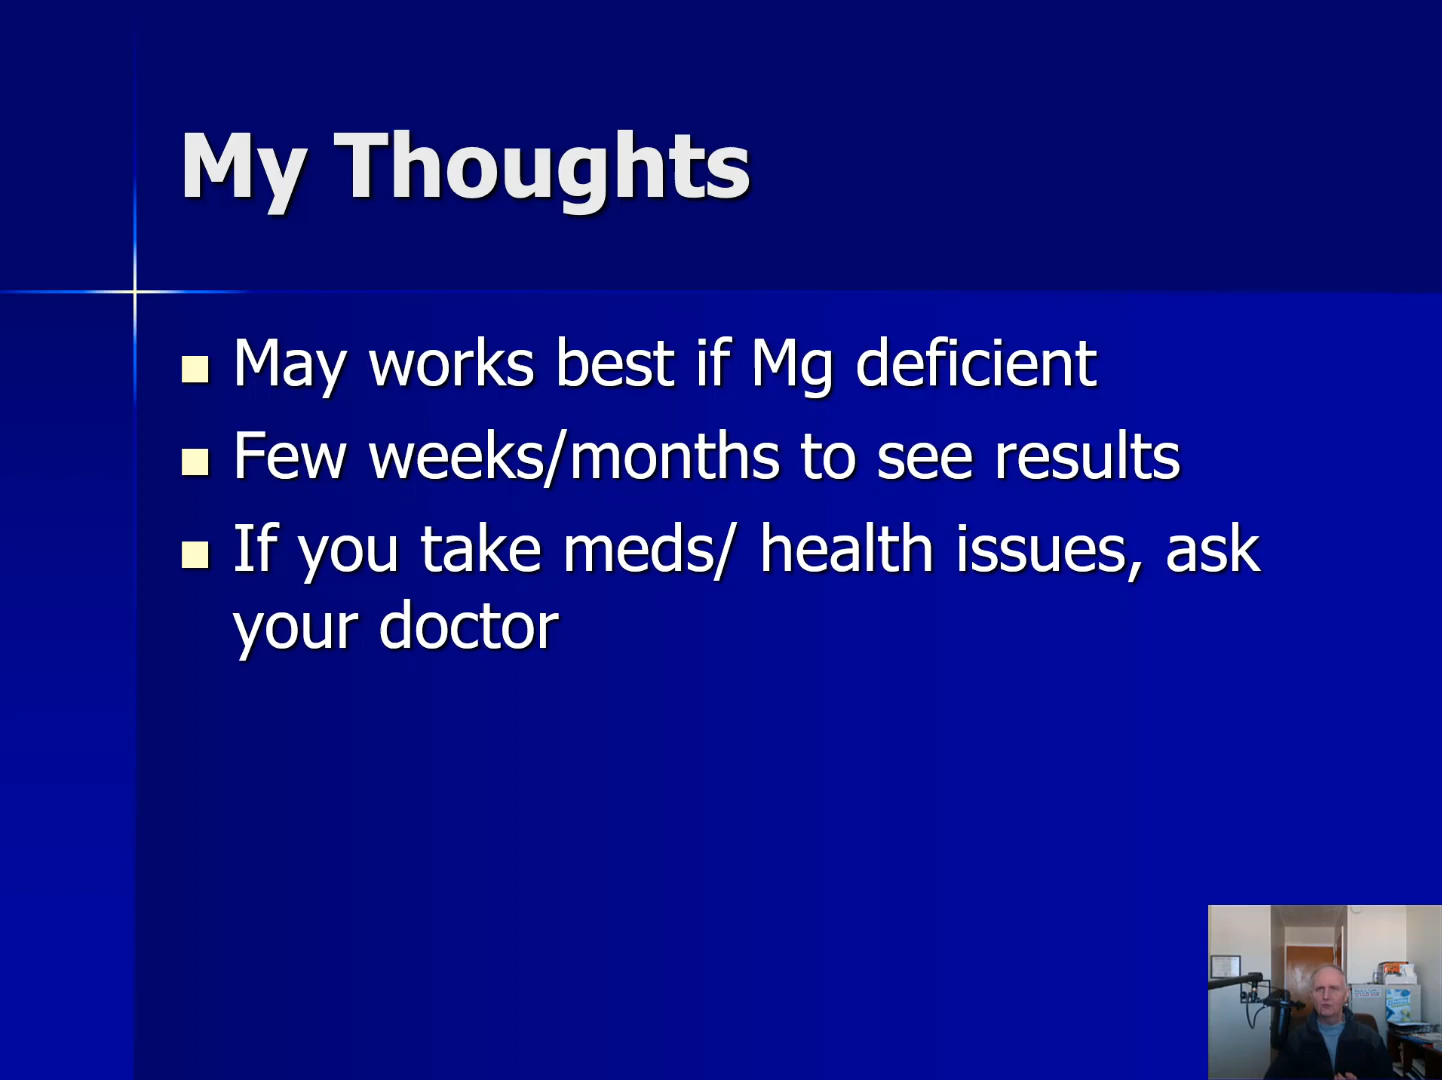 My Thoughts
May works best if Mg deficient
Few weeks/months to see results
If you take meds/ health issues, ask
your doctor